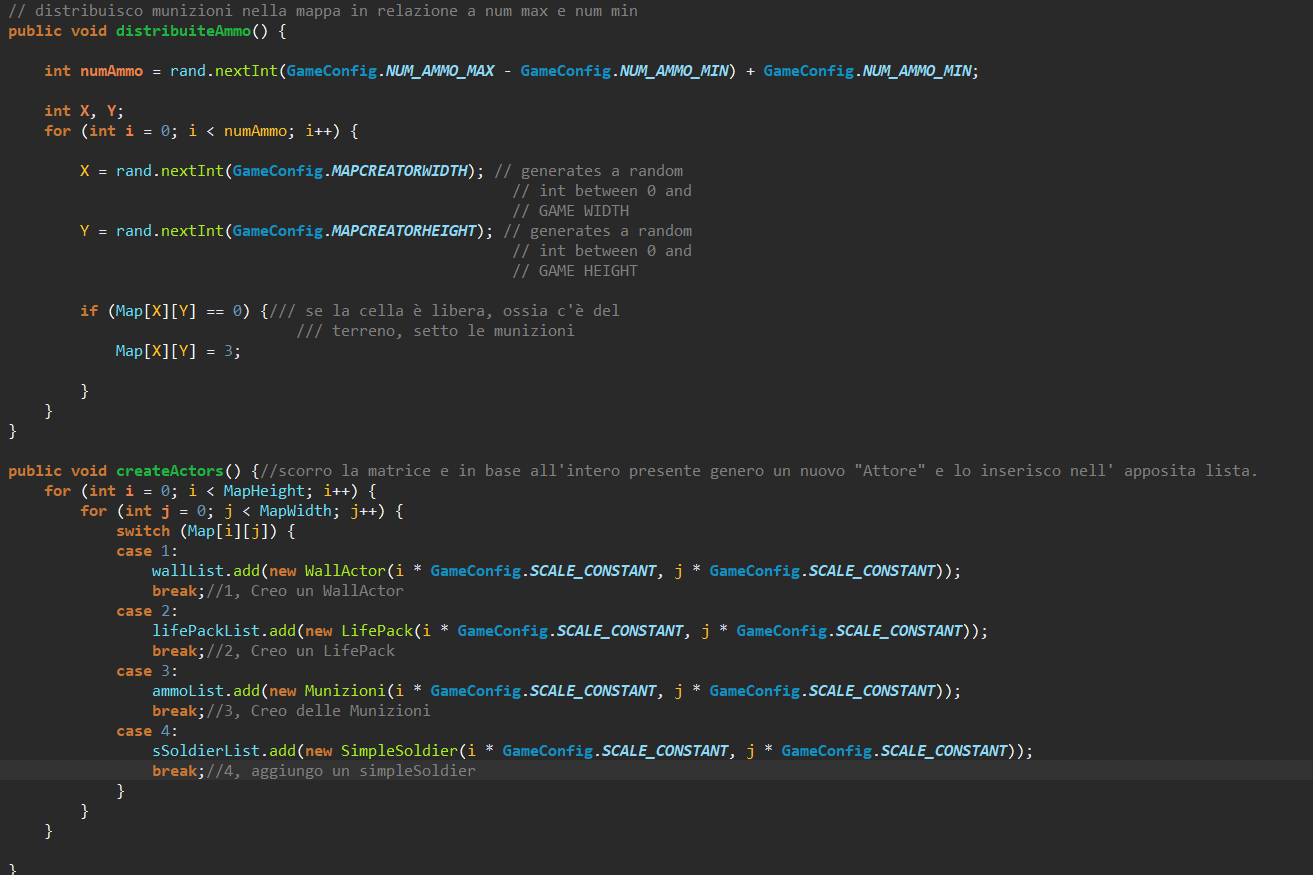 // distribuisco munizioni nella mappa in relazione a num max e num min
public void distribuiteAmmo() {
int numAmmo = rand.nextInt(GameConfig.NUM_AMMO_MAX - GameConfig.NUM_AMMO_MIN) + GameConfig.NUM_AMMO_MIN;
int X, Y;
for (int i = 0; i < numAmmo; i++) {
X = rand.nextInt(GameConfig.MAPCREATORWIDTH); // generates a random
// int between 0 and
// GAME WIDTH
Y = rand.nextInt(GameConfig.MAPCREATORHEIGHT); // generates a random
// int between 0 and
// GAME HEIGHT
if (Map[X][Y] == 0) {/// se la cella è libera, ossia c'è del
/// terreno, setto le munizioni
Map[X][Y] = 3;
}
}
}
public void createActors() {//scorro la matrice e in base all'intero presente genero un nuovo "Attore" e lo inserisco nell' apposita lista.
for (int i = 0; i < MapHeight; i++) {
for (int j = 0; j < MapWidth; j++) {
switch (Map[i][j]) {
case 1:
wallList.add(new WallActor(i * GameConfig.SCALE_CONSTANT, j * GameConfig.SCALE_CONSTANT));
break;//1, Creo un WallActor
case 2:
lifePackList.add(new LifePack(i * GameConfig.SCALE_CONSTANT, j * GameConfig.SCALE_CONSTANT));
break;//2, Creo un LifePack
case 3:
ammoList.add(new Munizioni(i * GameConfig.SCALE_CONSTANT, j * GameConfig.SCALE_CONSTANT));
break;//3, Creo delle Munizioni
case 4:
sSoldierList.add(new SimpleSoldier(i * GameConfig.SCALE_CONSTANT, j * GameConfig.SCALE_CONSTANT));
break;//4, aggiungo un simpleSoldier
}
}
}
}